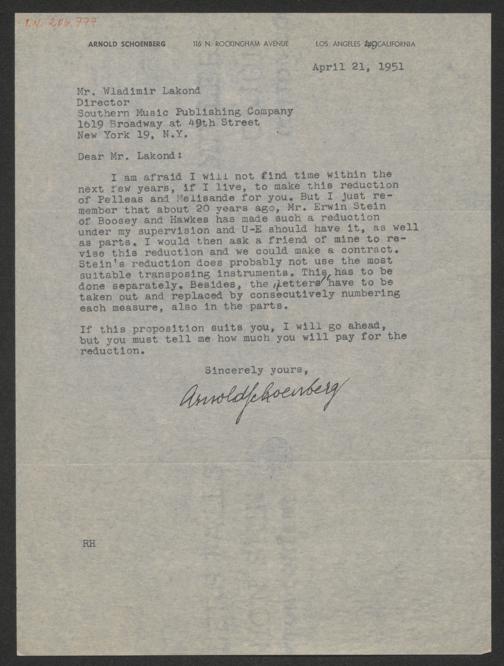 I.N. 206,777
ARNOLD SCHOENBERG 116 N. ROCKINGHAM AVENUE LOS ANGELES 49 CALIFORNIA
April 21, 1951
Mr. Wladimir Lakond
Director
Southern Music Publishing Company
1619 Broadway at 49th Street
New York 19, N.Y.
Dear Mr. Lakond:
I am afraid I will not find time within the
next few years, if I live, to make this reduction
of Pelleas and Melisande for you. But I just re-
member that about 20 years ago, Mr. Erwin Stein
of Boosey and Hawkes has made such a reduction
under my supervision and U-E should have it, as well
as parts. I would then ask a friend of mine to re-
vise this reduction and we could make a contract.
Stein's reduction does probably not use the most
suitable transposing instruments. This has to be
done separately. Besides, the "letters" have to be
taken out and replaced by consecutively numbering
each measure, also in the parts.
If this proposition suits you, I will go ahead,
but you must tell me how much you will pay for the
reduction.
Sincerely yours,
Arnold Schoenberg
RH